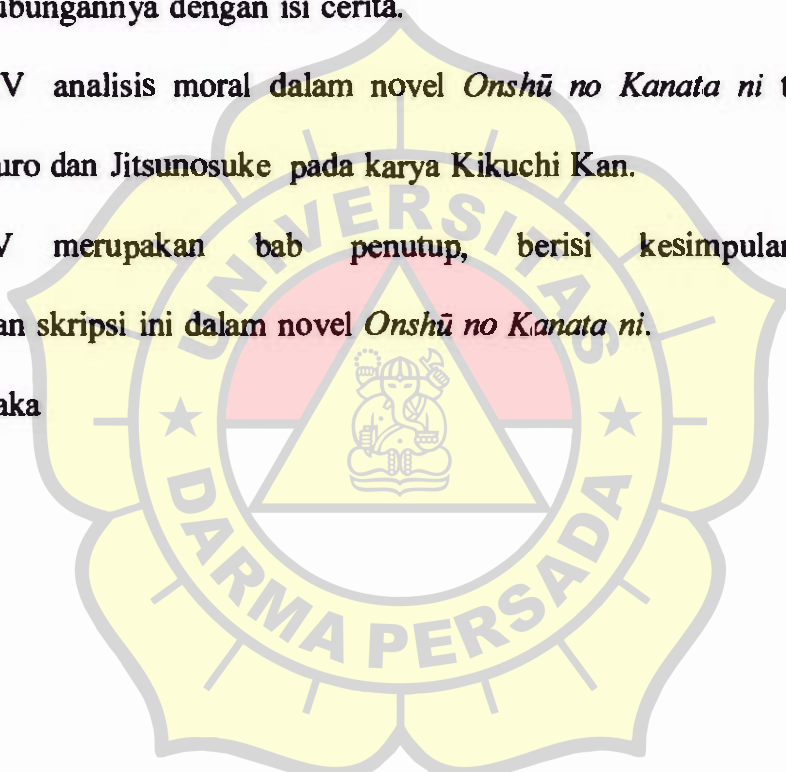 ubungannya dengan isi cerita.
V analisis moral dalam novel Onshū no Kanata ni t
uro dan Jitsunosuke pada karya Kikuchi Kan.
V merupakan bab penutup, berisi kesimpulan
an skripsi ini dalam novel Onshū no Kanata ni.
aka
UNIVERSITAS
DARMA PERSADA